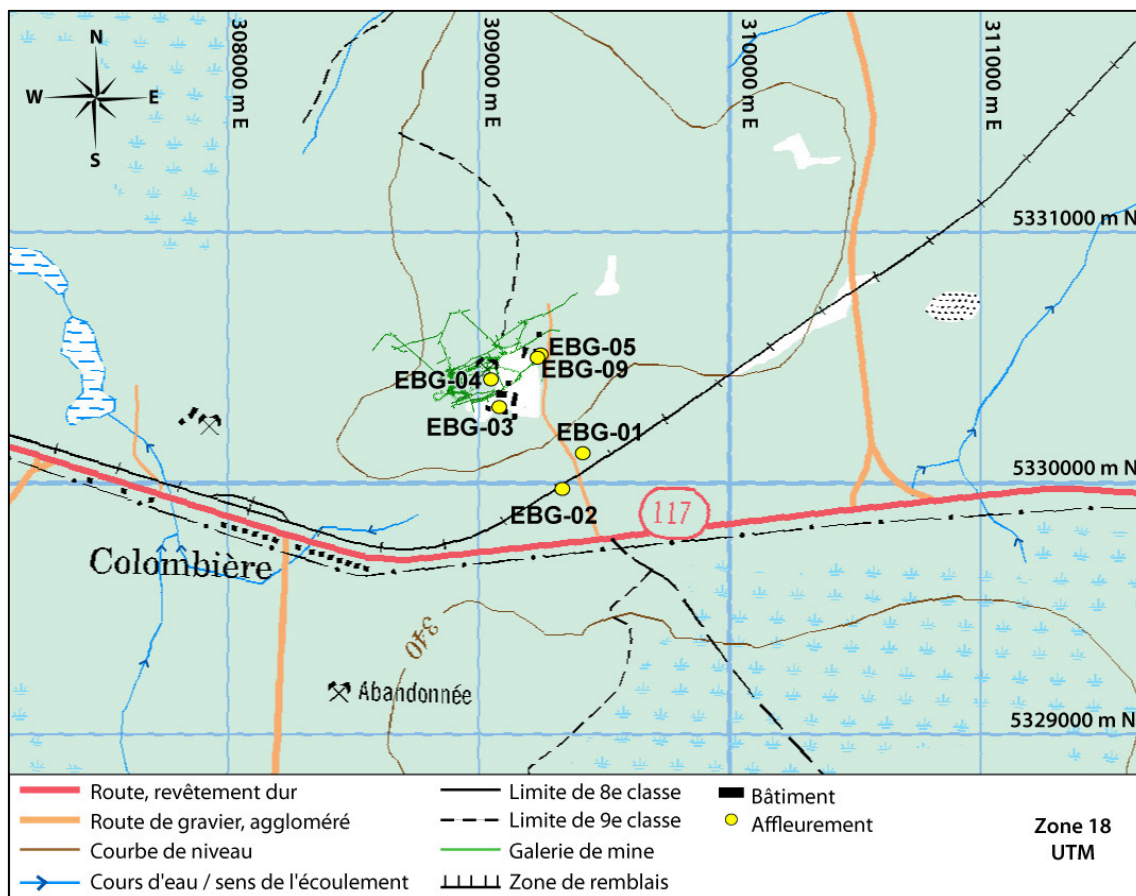 N
W E
S
308000 m E
309000 m E
310000 m E
311000 m E
5331000 m N
EBG-05
EBG-09
EBG-04
EBG-03
EBG-01
5330000 m N
EBG-02
117
Colombière
340
Abandonnée
5329000 m N
Route, revêtement dur
Route de gravier, aggloméré
Courbe de niveau
Cours d'eau / sens de l'écoulement
Limite de 8e classe
Limite de 9e classe
Galerie de mine
Zone de remblais
Bâtiment
Affleurement
Zone 18
UTM